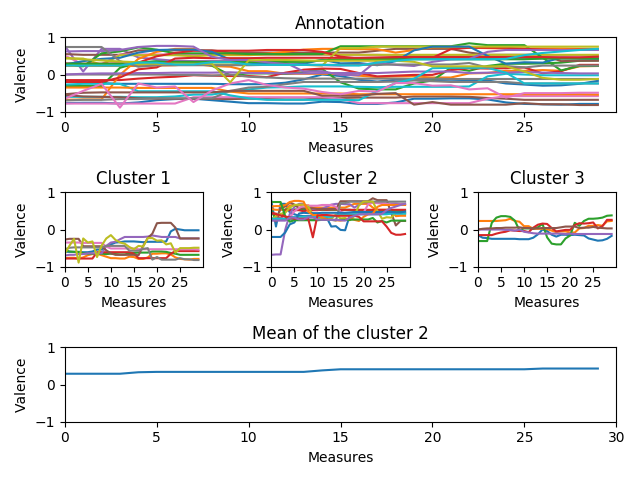 Annotation
Valence
1
0
−1
0 5 10 15 20 25
Measures
Cluster 1 Cluster 2 Cluster 3
Valence Valence Valence
1 1 1
0 0 0
−1 −1 −1
0 5 10 15 20 25 0 5 10 15 20 25 0 5 10 15 20 25
Measures Measures Measures
Mean of the cluster 2
Valence
1
0
−1
0 5 10 15 20 25 30
Measures